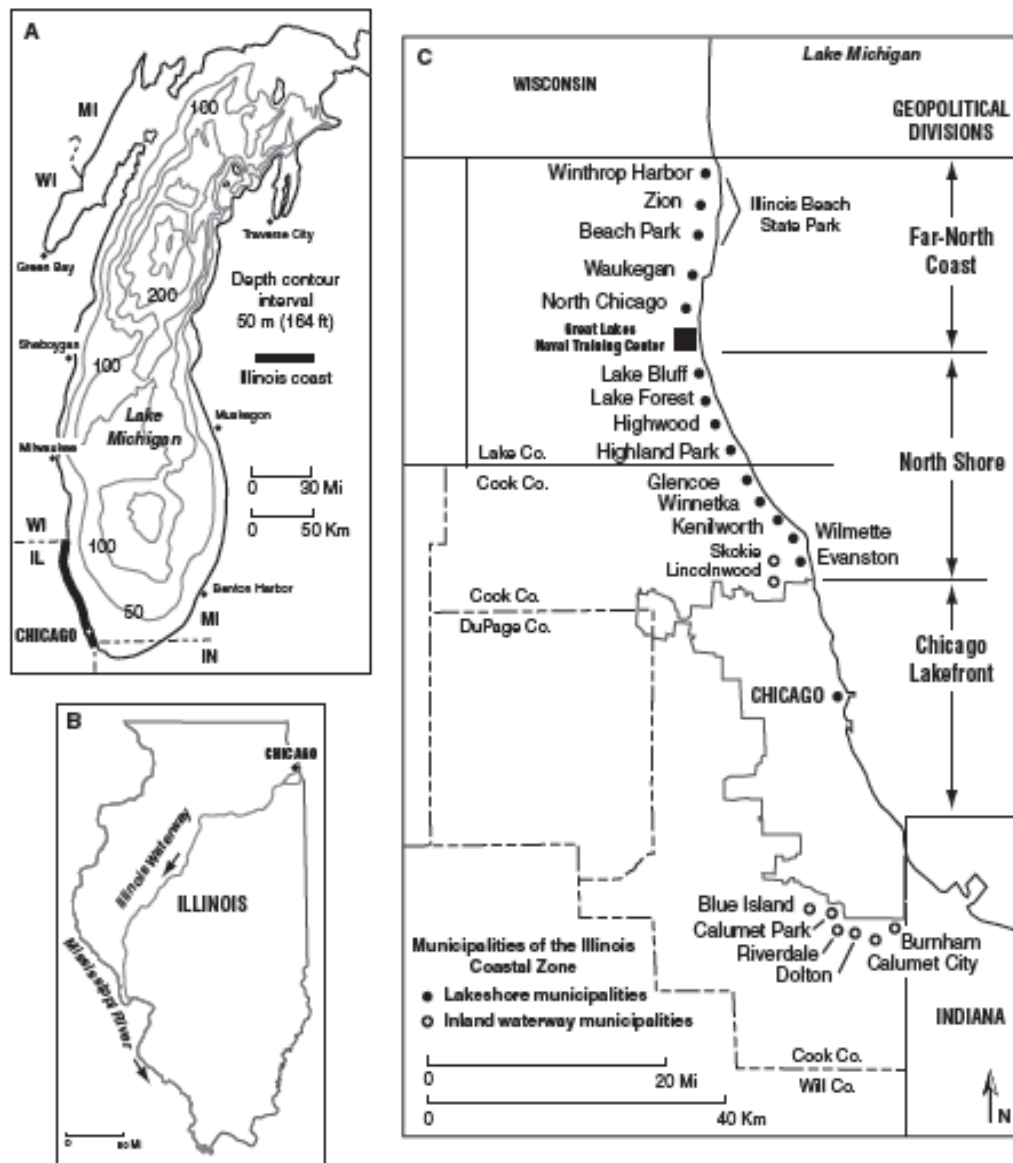 A
MI
100
WI
Traverse City
Green Bay
200
Depth contour
interval
50 m (164 ft)
Sheboygan
100
Illinois coast
Lake
Michigan
Muskegon
Milwaukee
0 30 Mi
0 50 Km
WI
IL
100
50
Benton Harbor
MI
CHICAGO
IN
B
CHICAGO
Illinois Waterway
ILLINOIS
Mississippi River
0
Mi
C
Lake Michigan
WISCONSIN
GEOPOLITICAL
DIVISIONS
Winthrop Harbor
Zion
Illinois Beach
State Park
Beach Park
Far-North
Coast
Waukegan
North Chicago
Great Lakes
Naval Training Center
Lake Bluff
Lake Forest
Highwood
Highland Park
North Shore
Lake Co.
Cook Co.
Glencoe
Winnetka
Kenilworth
Wilmette
Skokie
Evanston
Lincolnwood
Cook Co.
DuPage Co.
Chicago
Lakefront
CHICAGO
Blue Island
Calumet Park
Riverdale
Dolton
Burnham
Calumet City
Municipalities of the Illinois
Coastal Zone
Lakeshore municipalities
Inland waterway municipalities
INDIANA
0 20 Mi
Cook Co.
Will Co.
0 40 Km
N